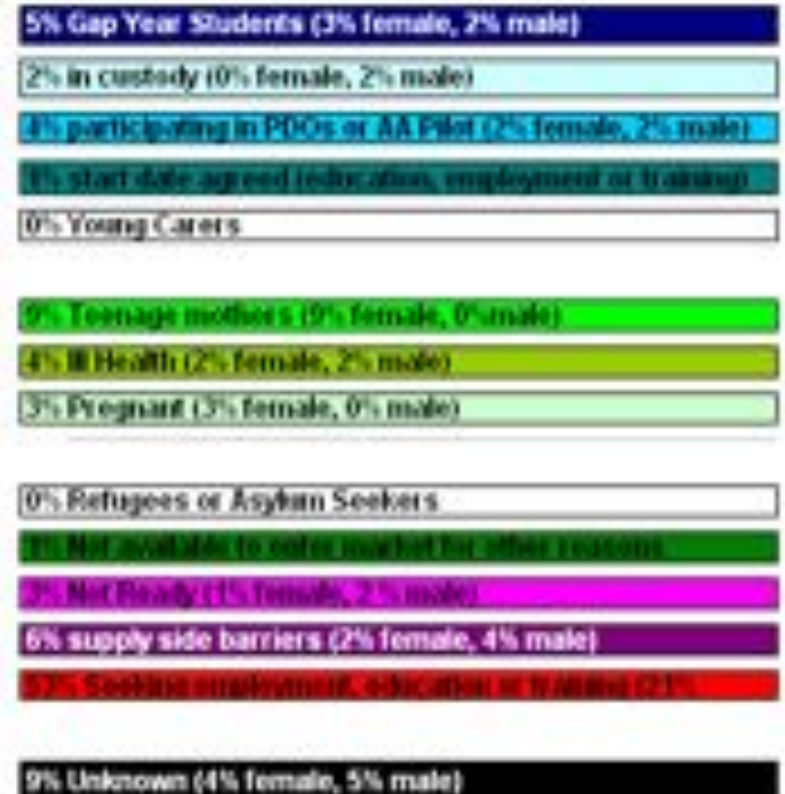 5% Gap Year Students (3% female, 2% male)
2% in custody (0% female, 2% male)
4% participating in PDOs or AA Pilot (2% female, 2% male)
start date agreed (education, employment or training)
0% Young Carers
9% Teenage mothers (9% female, 0%male)
4% Ill Health (2% female, 2% male)
3% Pregnant (3% female, 0% male)
0% Refugees or Asylum Seekers
1% Not available to enter market for other reasons
3% Not Ready (1% female, 2 % male)
6% supply side barriers (2% female, 4% male)
Seeking employment, education or training
9% Unknown (4% female, 5% male)